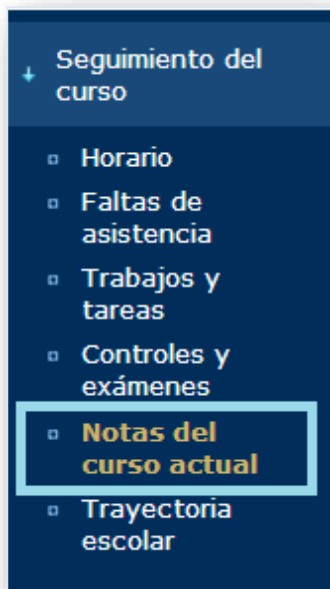 Seguimiento del
curso
Horario
Faltas de
asistencia
Trabajos y
tareas
Controles y
exámenes
Notas del
curso actual
Trayectoria
escolar